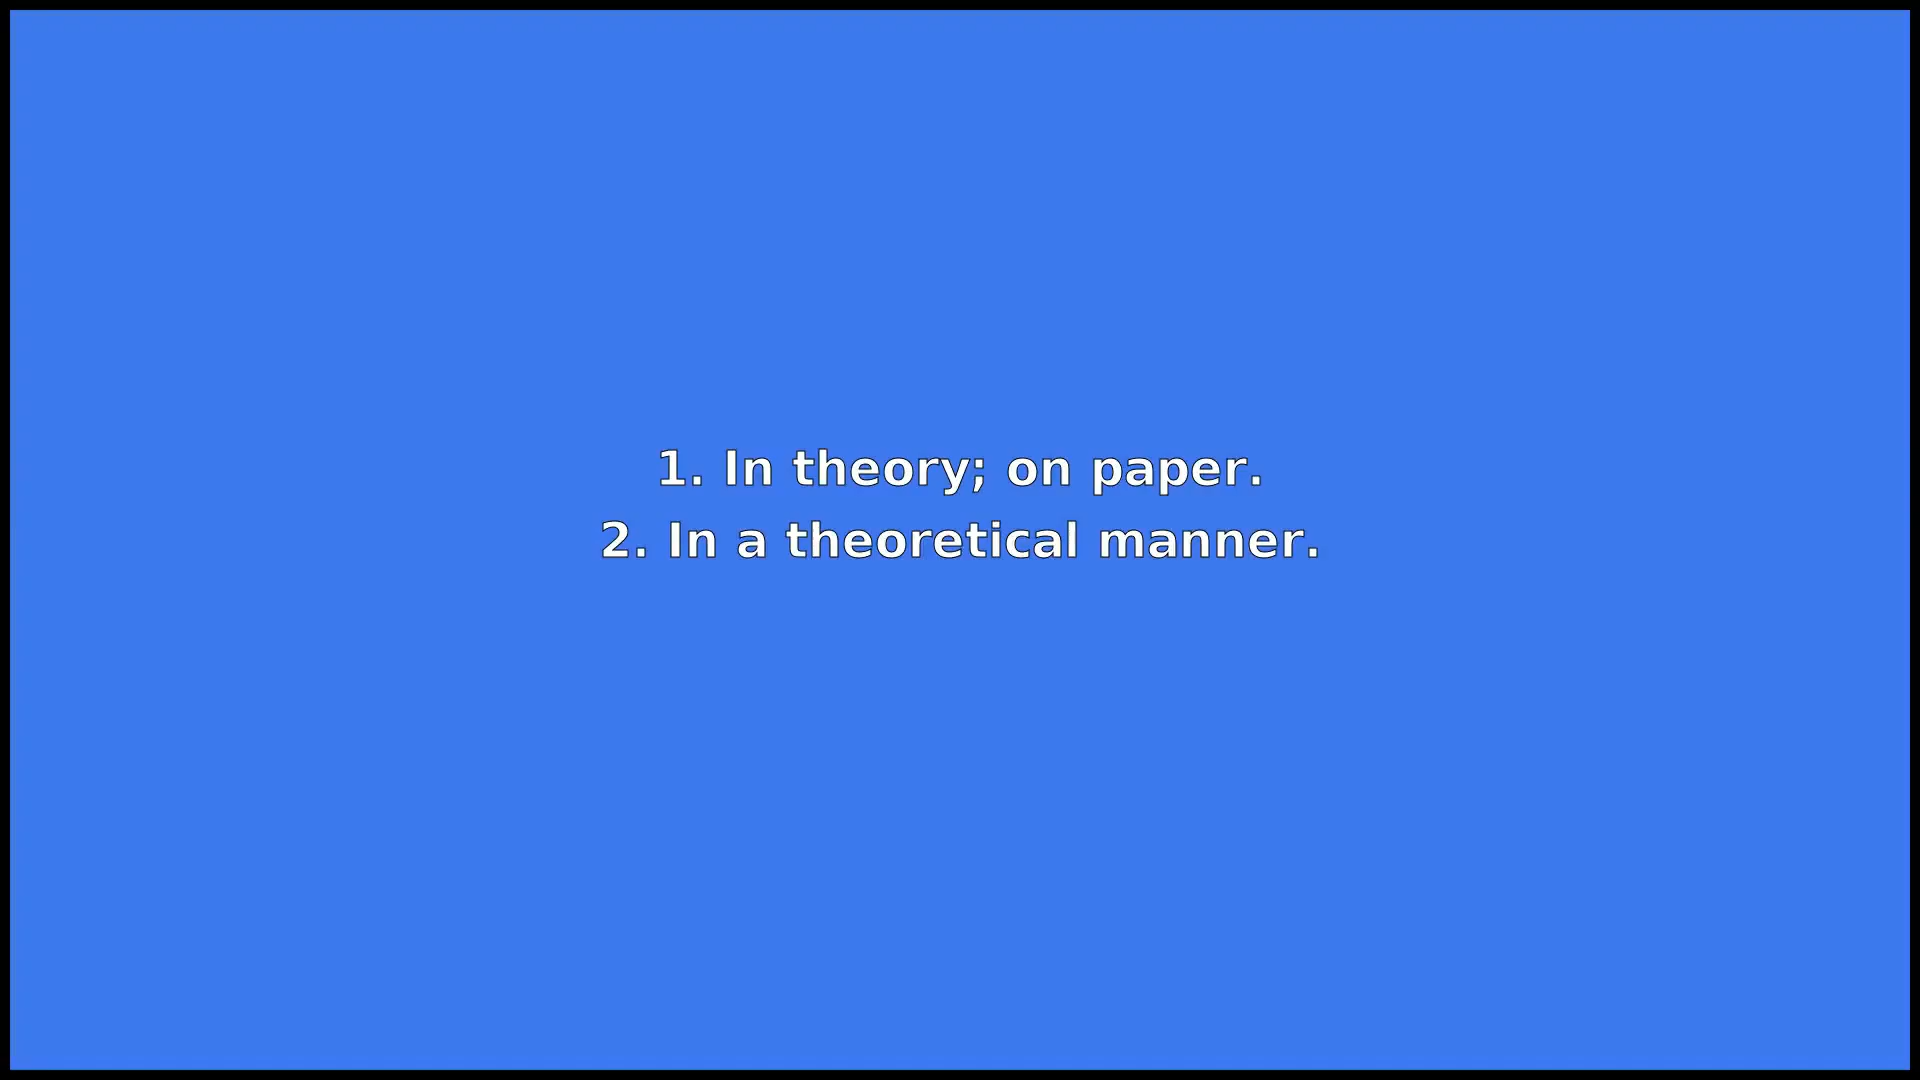 1. In theory; on paper.
2. In a theoretical manner.